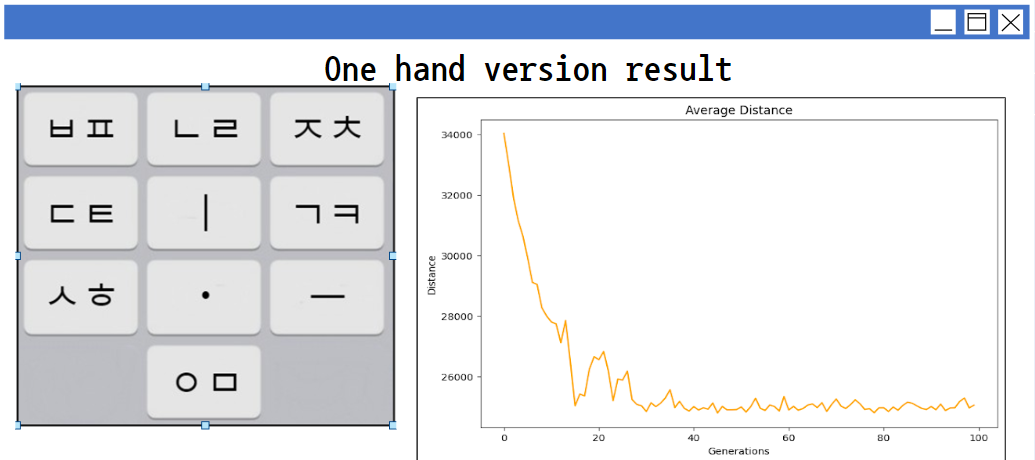 One hand version result
ㅂㅍ ㄴㄹ ㅈㅊ
ㄷㅌ ㅣ ㄱㅋ
ㅅㅎ · ㅡ
ㅇㅁ
Average Distance
34000
32000
30000
28000
26000
Distance
0 20 40 60 80 100
Generations